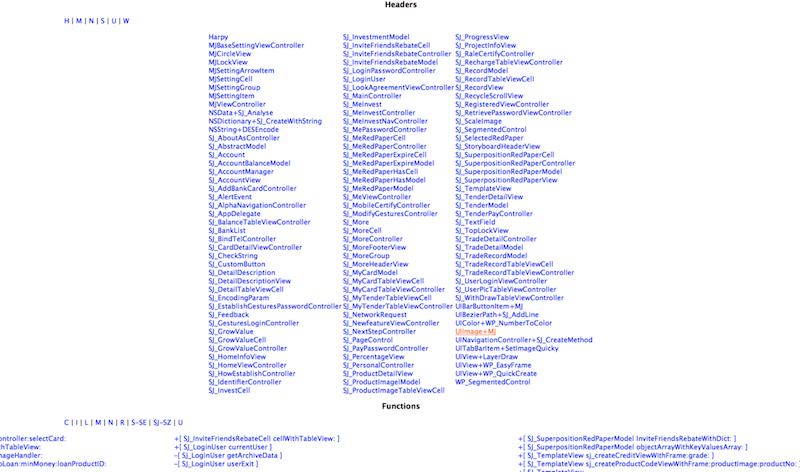 Headers
H | M | N | S | U | W
Harpy
MJBaseSettingViewController
MJCircleView
MJLockView
MJSettingArrowItem
MJSettingCell
MJSettingGroup
MJSettingItem
MJViewController
NSData+SJ_Analyse
NSDictionary+SJ_CreateWithString
NSString+DESEncode
SJ_AboutAsController
SJ_AbstractModel
SJ_Account
SJ_AccountBalanceModel
SJ_AccountManager
SJ_AccountView
SJ_AddBankCardController
SJ_AlertEvent
SJ_AlphaNavigationController
SJ_AppDelegate
SJ_BalanceTableViewController
SJ_BankList
SJ_BindTelController
SJ_CardDetailViewController
SJ_CheckString
SJ_CustomButton
SJ_DetailDescription
SJ_DetailDescriptionView
SJ_DetailTableViewCell
SJ_EncodingParam
SJ_EstablishGesturesPasswordController
SJ_Feedback
SJ_GesturesLoginController
SJ_GrowValue
SJ_GrowValueCell
SJ_GrowValueController
SJ_HomeInfoView
SJ_HomeViewController
SJ_HowEstablishController
SJ_IdentifierController
SJ_InvestCell
SJ_InvestmentModel
SJ_InviteFriendsRebateCell
SJ_InviteFriendsRebateController
SJ_InviteFriendsRebateModel
SJ_LoginPasswordController
SJ_LoginUser
SJ_LookAgreementViewController
SJ_MainController
SJ_MeInvest
SJ_MeInvestController
SJ_MeInvestNavController
SJ_MePasswordController
SJ_MeRedPaperCell
SJ_MeRedPaperController
SJ_MeRedPaperExpireCell
SJ_MeRedPaperExpireModel
SJ_MeRedPaperHasCell
SJ_MeRedPaperHasModel
SJ_MeRedPaperModel
SJ_MeViewController
SJ_MobileCertifyController
SJ_ModifyGesturesController
SJ_More
SJ_MoreCell
SJ_MoreController
SJ_MoreFooterView
SJ_MoreGroup
SJ_MoreHeaderView
SJ_MyCardModel
SJ_MyCardTableViewCell
SJ_MyCardTableViewController
SJ_MyTenderTableViewCell
SJ_MyTenderTableViewController
SJ_NetworkRequest
SJ_NewfeatureViewController
SJ_NextStepController
SJ_PageControl
SJ_PayPasswordController
SJ_PercentageView
SJ_PersonalController
SJ_ProductDetailView
SJ_ProductImageModel
SJ_ProductImageTableViewCell
SJ_ProgressView
SJ_ProjectInfoView
SJ_RaleCertifyController
SJ_RechargeTableViewController
SJ_RecordModel
SJ_RecordTableViewCell
SJ_RecordView
SJ_RecycleScrollView
SJ_RegisteredViewController
SJ_RetrievePasswordViewController
SJ_ScaleImage
SJ_SegmentedControl
SJ_SelectedRedPaper
SJ_StoryboardHeaderView
SJ_SuperpositionRedPaperCell
SJ_SuperpositionRedPaperController
SJ_SuperpositionRedPaperModel
SJ_SuperpositionRedPaperView
SJ_TemplateView
SJ_TenderDetailView
SJ_TenderModel
SJ_TenderPayController
SJ_TextField
SJ_TopLockView
SJ_TradeDetailController
SJ_TradeDetailModel
SJ_TradeRecordModel
SJ_TradeRecordTableViewCell
SJ_TradeRecordTableViewController
SJ_UserLoginViewController
SJ_UserPicTableViewController
SJ_WithDrawTableViewController
UIBarButtonItem+MJ
UIBezierPath+SJ_AddLine
UIColor+WP_NumberToColor
UIImage+MJ
UINavigationController+SJ_CreateMethod
UITabBarItem+SetImageQuicky
UIView+LayerDraw
UIView+WP_EasyFrame
UIView+WP_QuickCreate
WP_SegmentedControl
Functions
C | I | L | M | N | R | S-SE | SJ-SZ | U
ontroller:selectCard:
thTableView:
nageHandler:
oLoan:minMoney:loanProductID:
+[ SJ_InviteFriendsRebateCell cellWithTableView: ]
+[ SJ_LoginUser currentUser ]
-[ SJ_LoginUser getArchiveData ]
-[ SJ_LoginUser userExit ]
+[ SJ_SuperpositionRedPaperModel InviteFriendsRebateWithDict: ]
+[ SJ_SuperpositionRedPaperModel objectArrayWithKeyValuesArray: ]
+[ SJ_TemplateView sj_createCreditViewWithFrame:grade: ]
+[ SJ_TemplateView sj_createProductCodeViewWithFrame:productImage:productNo: ]